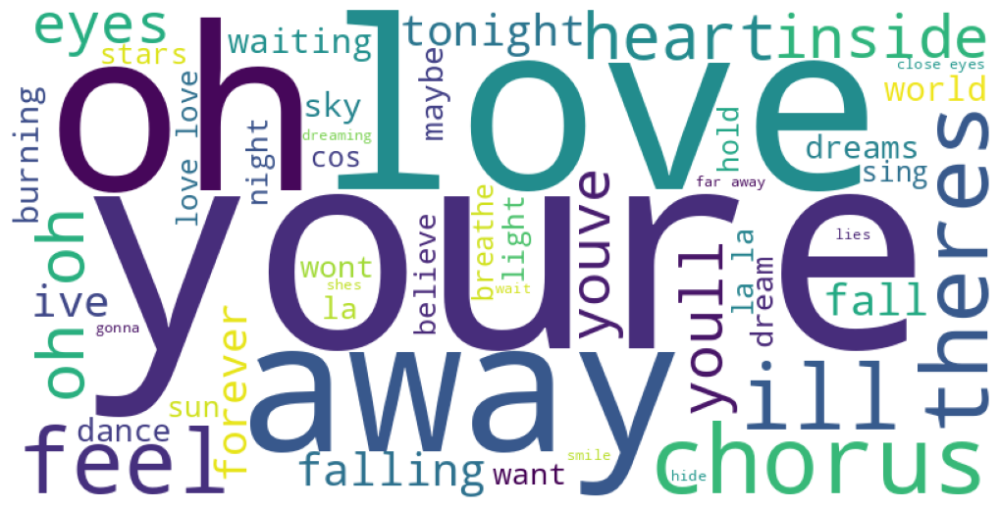 eyes
stars
waiting
tonight
heart
inside
close eyes
world
oh
love
burning
love love
night
sky
dreaming
cos
maybe
hold
dreams
sing
far away
theres
youre
oh oh
ive
gonna
wont
shes
la
believe
breathe
light
wait
youve
youll
la la
dream
lies
fall
forever
sun
away
ill
feel
dance
falling
want
smile
chorus
hide